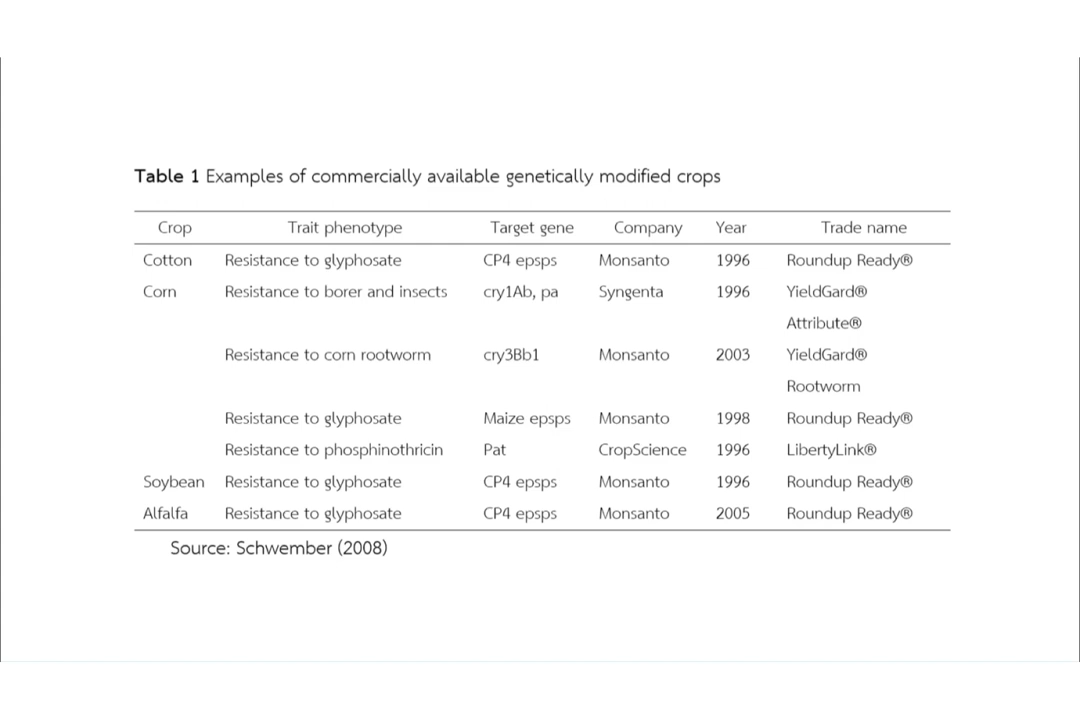 Table 1 Examples of commercially available genetically modified crops
Crop Trait phenotype Target gene Company Year Trade name
Cotton Resistance to glyphosate CP4 epsps Monsanto 1996 Roundup Ready®
Corn Resistance to borer and insects cry1Ab, pa Syngenta 1996 YieldGard®
Attribute®
Resistance to corn rootworm cry3Bb1 Monsanto 2003 YieldGard®
Rootworm
Resistance to glyphosate Maize epsps Monsanto 1998 Roundup Ready®
Resistance to phosphinothricin Pat CropScience 1996 LibertyLink®
Soybean Resistance to glyphosate CP4 epsps Monsanto 1996 Roundup Ready®
Alfalfa Resistance to glyphosate CP4 epsps Monsanto 2005 Roundup Ready®
Source: Schwember (2008)